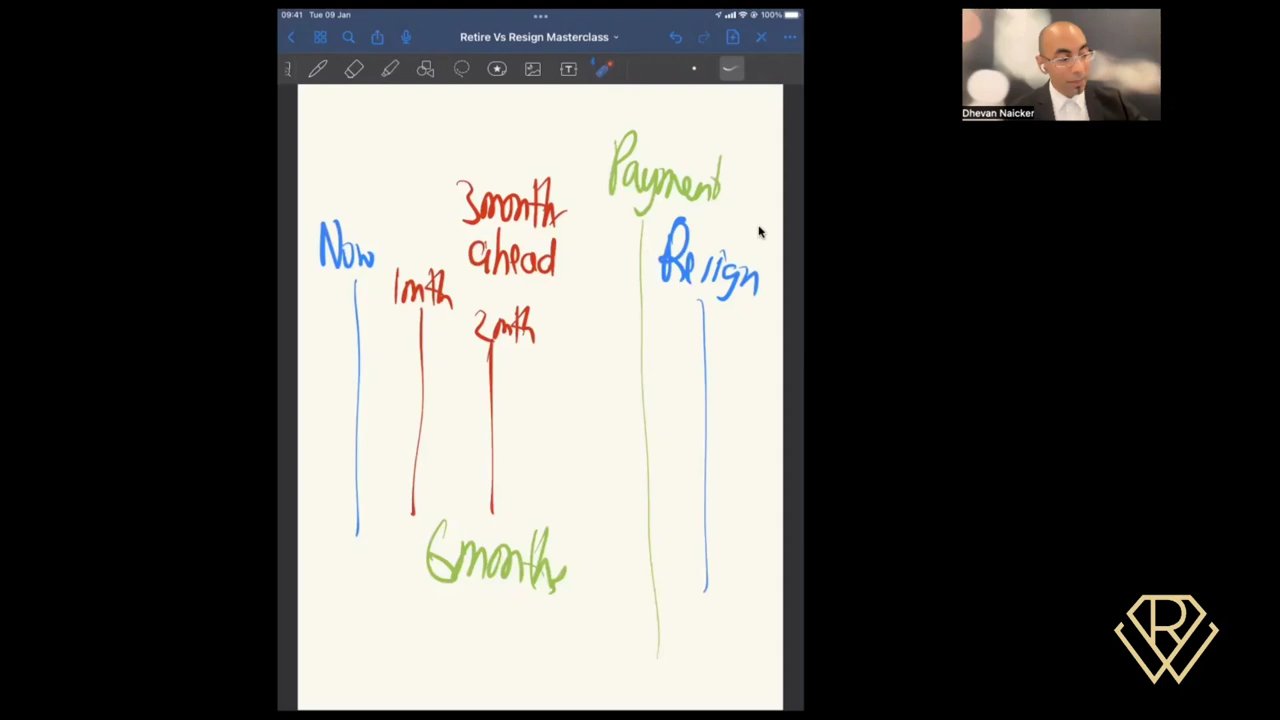 09:41 Tue 09 Jan
100%
Retire Vs Resign Masterclass
Dhevan Naicker
Payment
3month
ahead
Now
Resign
1mth
2mth
6months